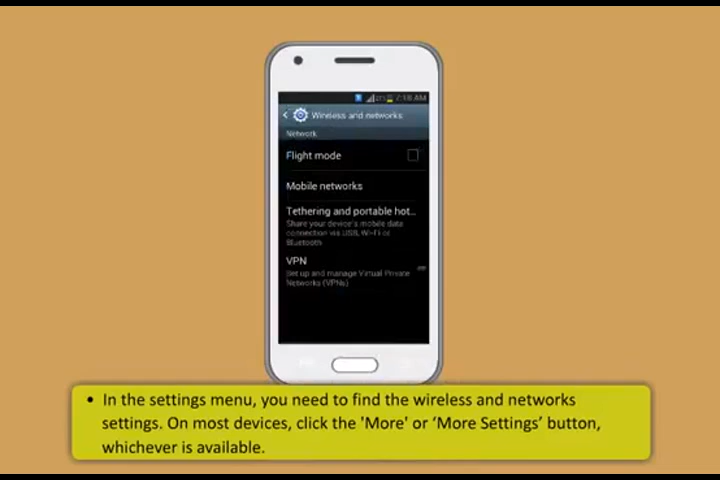 7:18 AM
Wireless and networks
Network
Flight mode
Mobile networks
Tethering and portable hot...
Share your device's mobile data
connection via USB, Wi-Fi or
Bluetooth
VPN
Set up and manage Virtual Private
Networks (VPNs)
• In the settings menu, you need to find the wireless and networks
settings. On most devices, click the 'More' or ‘More Settings’ button,
whichever is available.